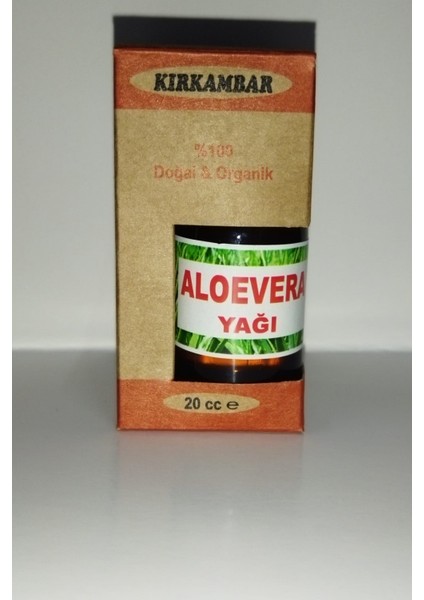 KIRKAMBAR
%100
Doğal & Organik
ALOEVERA
YAĞI
20 cc ℮